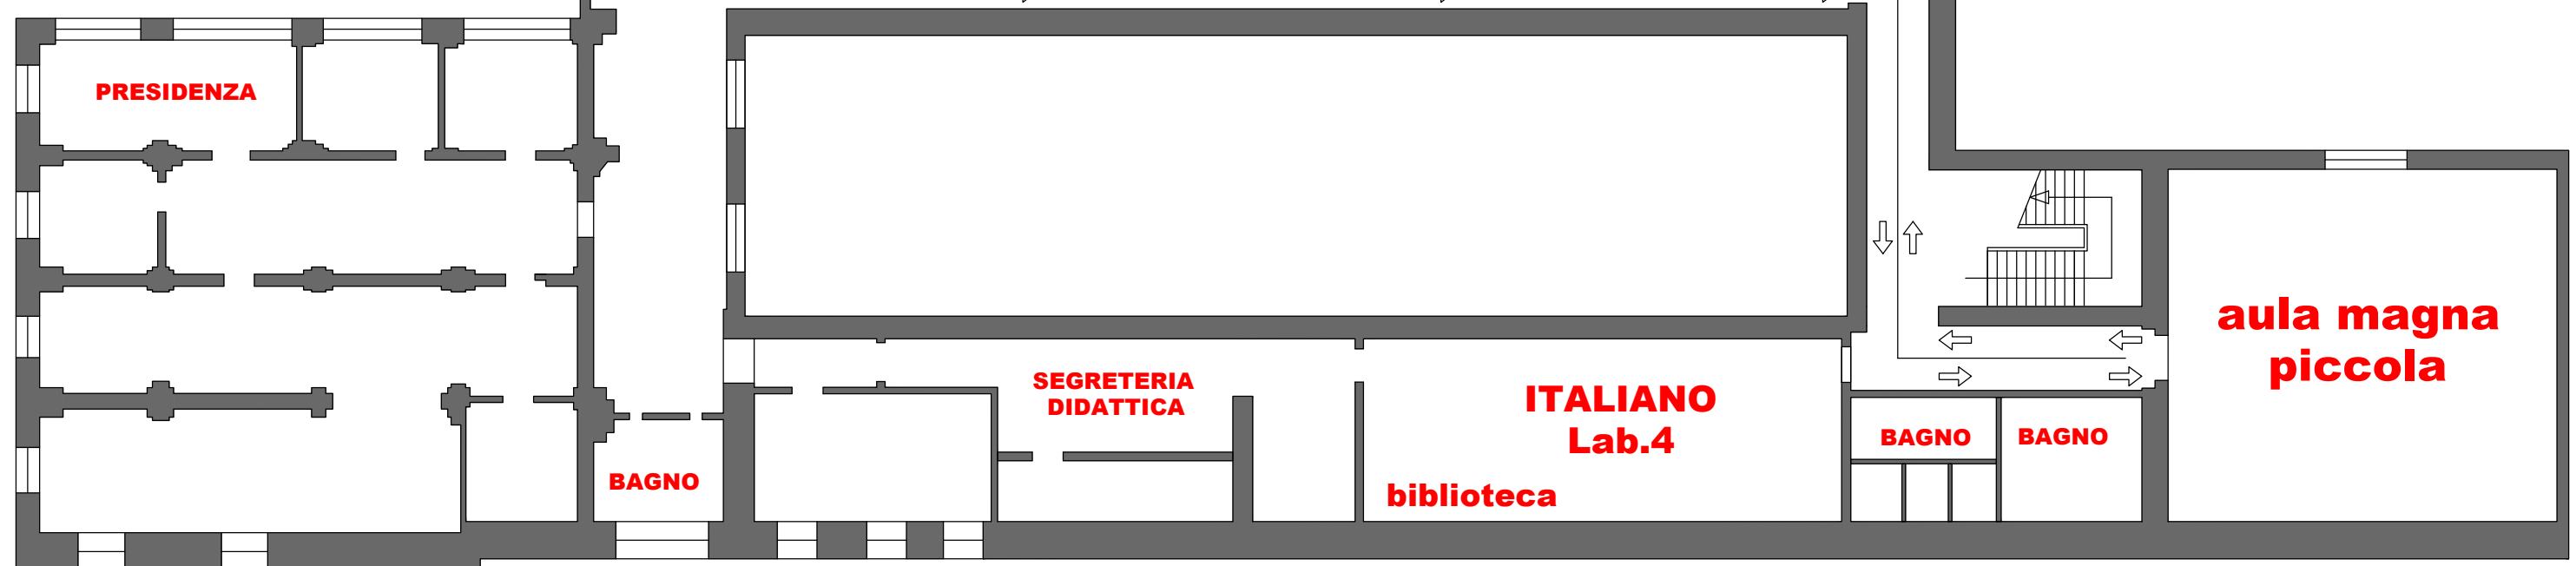 PRESIDENZA
SEGRETERIA
DIDATTICA
BAGNO
ITALIANO
Lab.4
biblioteca
BAGNO
BAGNO
aula magna
piccola